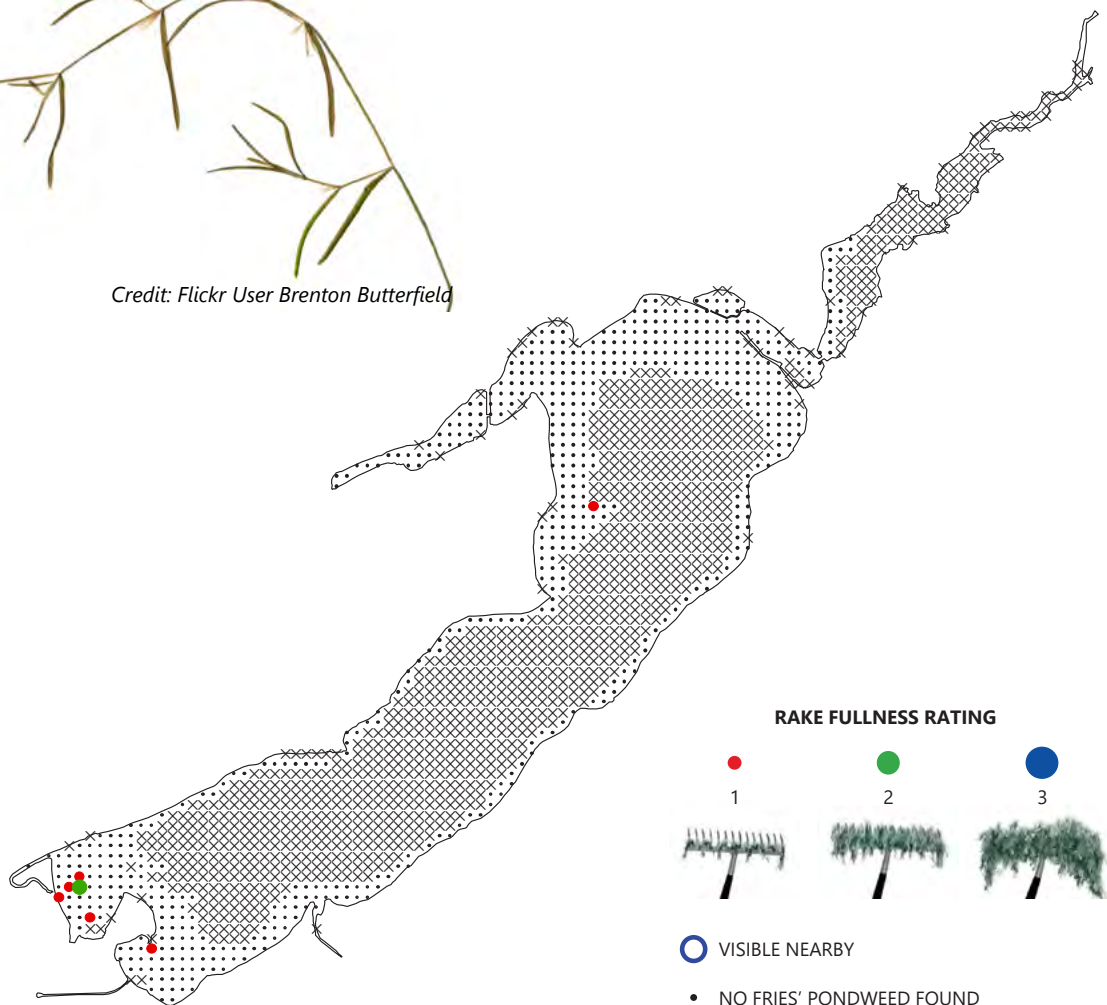 Credit: Flickr User Brenton Butterfield
RAKE FULLNESS RATING
1 2 3
VISIBLE NEARBY
NO FRIES' PONDWEED FOUND